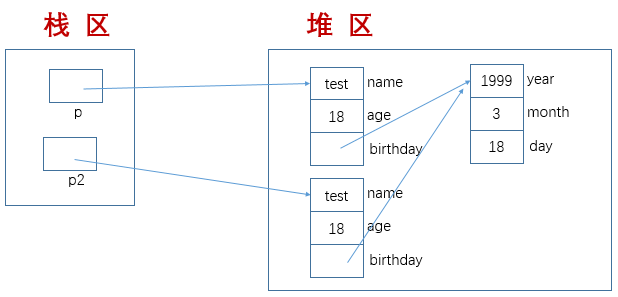 栈 区
堆 区
p
p2
test name
18 age
birthday
test name
18 age
birthday
1999 year
3 month
18 day